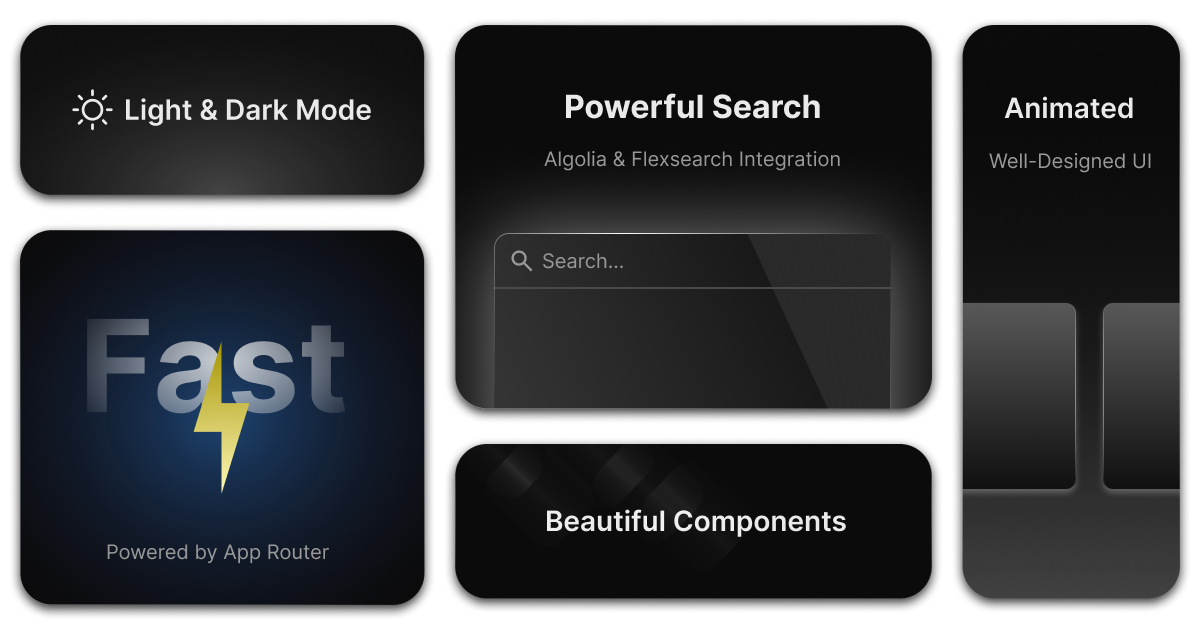 Light & Dark Mode
Fast
Powered by App Router
Powerful Search
Algolia & Flexsearch Integration
Search...
Beautiful Components
Animated
Well-Designed UI